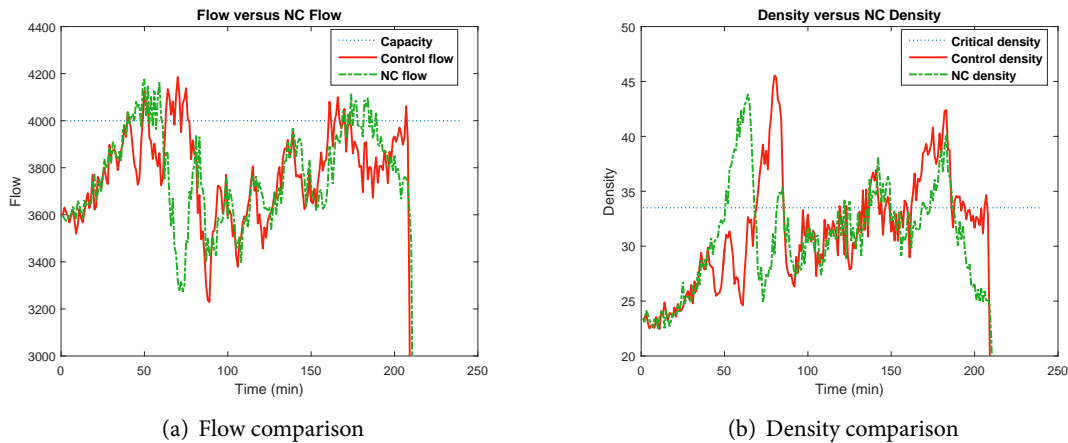 Flow versus NC Flow
4400
4200
4000
3800
3600
3400
3200
3000
Flow
Capacity
Control flow
NC flow
0 50 100 150 200 250
Time (min)
(a) Flow comparison
Density versus NC Density
50
45
40
35
30
25
20
Density
Critical density
Control density
NC density
0 50 100 150 200 250
Time (min)
(b) Density comparison